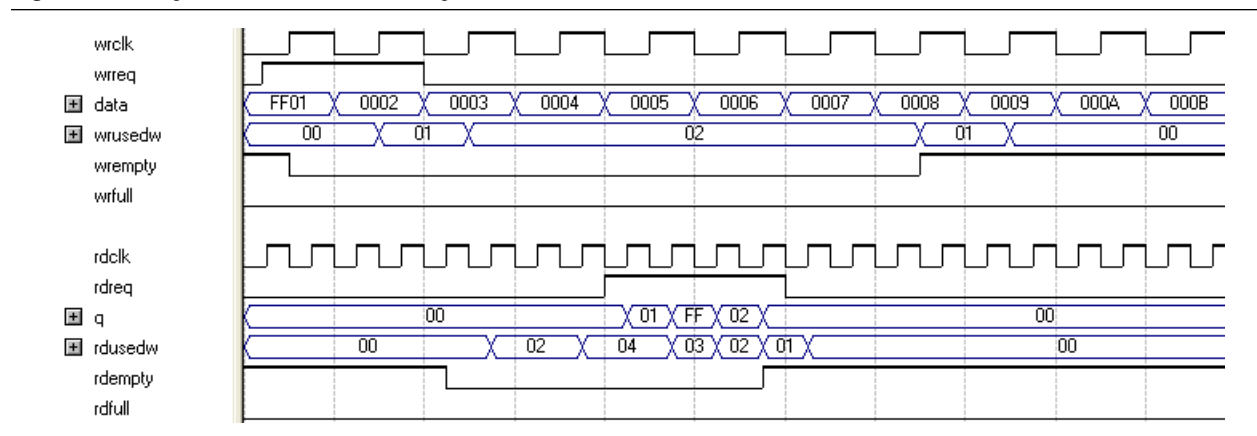 wrclk
wrreq
data FF01 0002 0003 0004 0005 0006 0007 0008 0009 000A 000B
wrusedw 00 01 02 01 00
wrempty
wrfull
rdclk
rdreq
q 00 01 FF 02 00
rdusedw 00 02 04 03 02 01 00
rdempty
rdfull